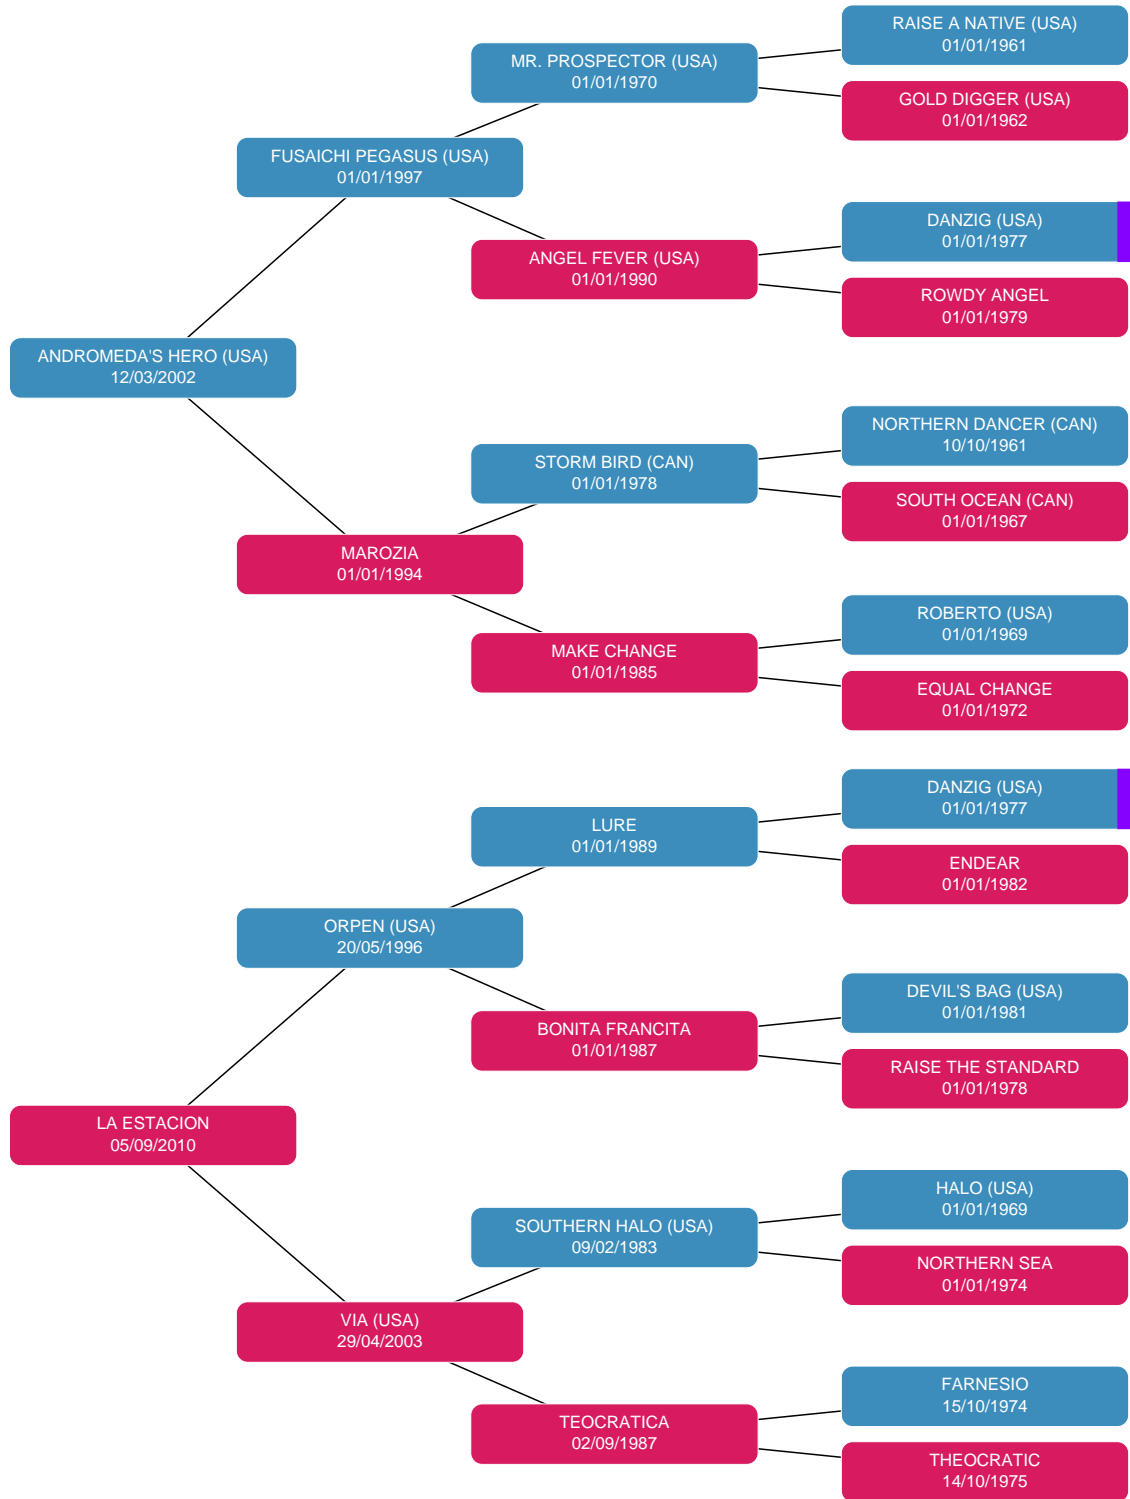 RAISE A NATIVE (USA)
01/01/1961
MR. PROSPECTOR (USA)
01/01/1970
GOLD DIGGER (USA)
01/01/1962
FUSAICHI PEGASUS (USA)
01/01/1997
DANZIG (USA)
01/01/1977
ANGEL FEVER (USA)
01/01/1990
ROWDY ANGEL
01/01/1979
ANDROMEDA'S HERO (USA)
12/03/2002
NORTHERN DANCER (CAN)
10/10/1961
STORM BIRD (CAN)
01/01/1978
SOUTH OCEAN (CAN)
01/01/1967
MAROZIA
01/01/1994
ROBERTO (USA)
01/01/1969
MAKE CHANGE
01/01/1985
EQUAL CHANGE
01/01/1972
DANZIG (USA)
01/01/1977
LURE
01/01/1989
ENDEAR
01/01/1982
ORPEN (USA)
20/05/1996
DEVIL'S BAG (USA)
01/01/1981
BONITA FRANCITA
01/01/1987
RAISE THE STANDARD
01/01/1978
LA ESTACION
05/09/2010
HALO (USA)
01/01/1969
SOUTHERN HALO (USA)
09/02/1983
NORTHERN SEA
01/01/1974
VIA (USA)
29/04/2003
FARNESIO
15/10/1974
TEOCRATICA
02/09/1987
THEOCRATIC
14/10/1975